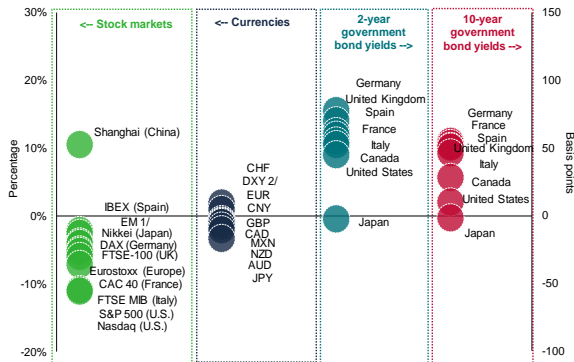 30%
20%
10%
0%
-10%
-20%
Percentage
<-- Stock markets
Shanghai (China)
IBEX (Spain)
EM 1/
Nikkei (Japan)
DAX (Germany)
FTSE-100 (UK)
Eurostoxx (Europe)
CAC 40 (France)
FTSE MIB (Italy)
S&P 500 (U.S.)
Nasdaq (U.S.)
<-- Currencies
CHF
DXY 2/
EUR
CNY
GBP
CAD
MXN
NZD
AUD
JPY
2-year
government
bond yields -->
Germany
United Kingdom
Spain
France
Italy
Canada
United States
Japan
10-year
government
bond yields -->
Germany
France
Spain
United Kingdom
Italy
Canada
United States
Japan
150
100
50
0
-50
-100
Basis points